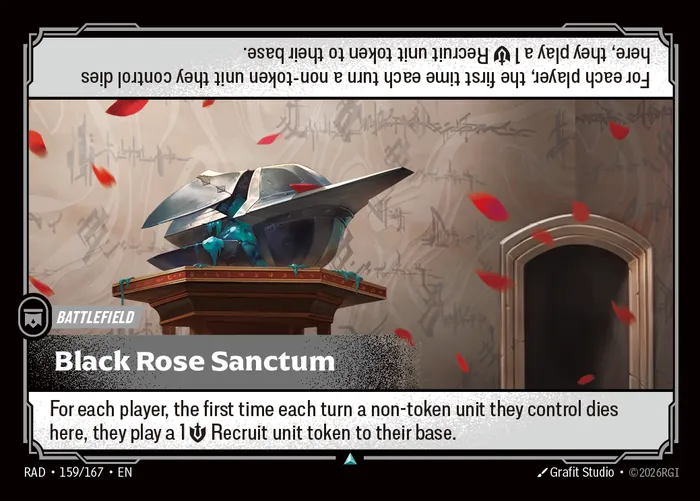 For each player, the first time each turn a non-token unit they control dies
here, they play a 1 Recruit unit token to their base.
BATTLEFIELD
Black Rose Sanctum
For each player, the first time each turn a non-token unit they control dies
here, they play a 1 Recruit unit token to their base.
RAD • 159/167 • EN
Grafit Studio • ©2026RGI